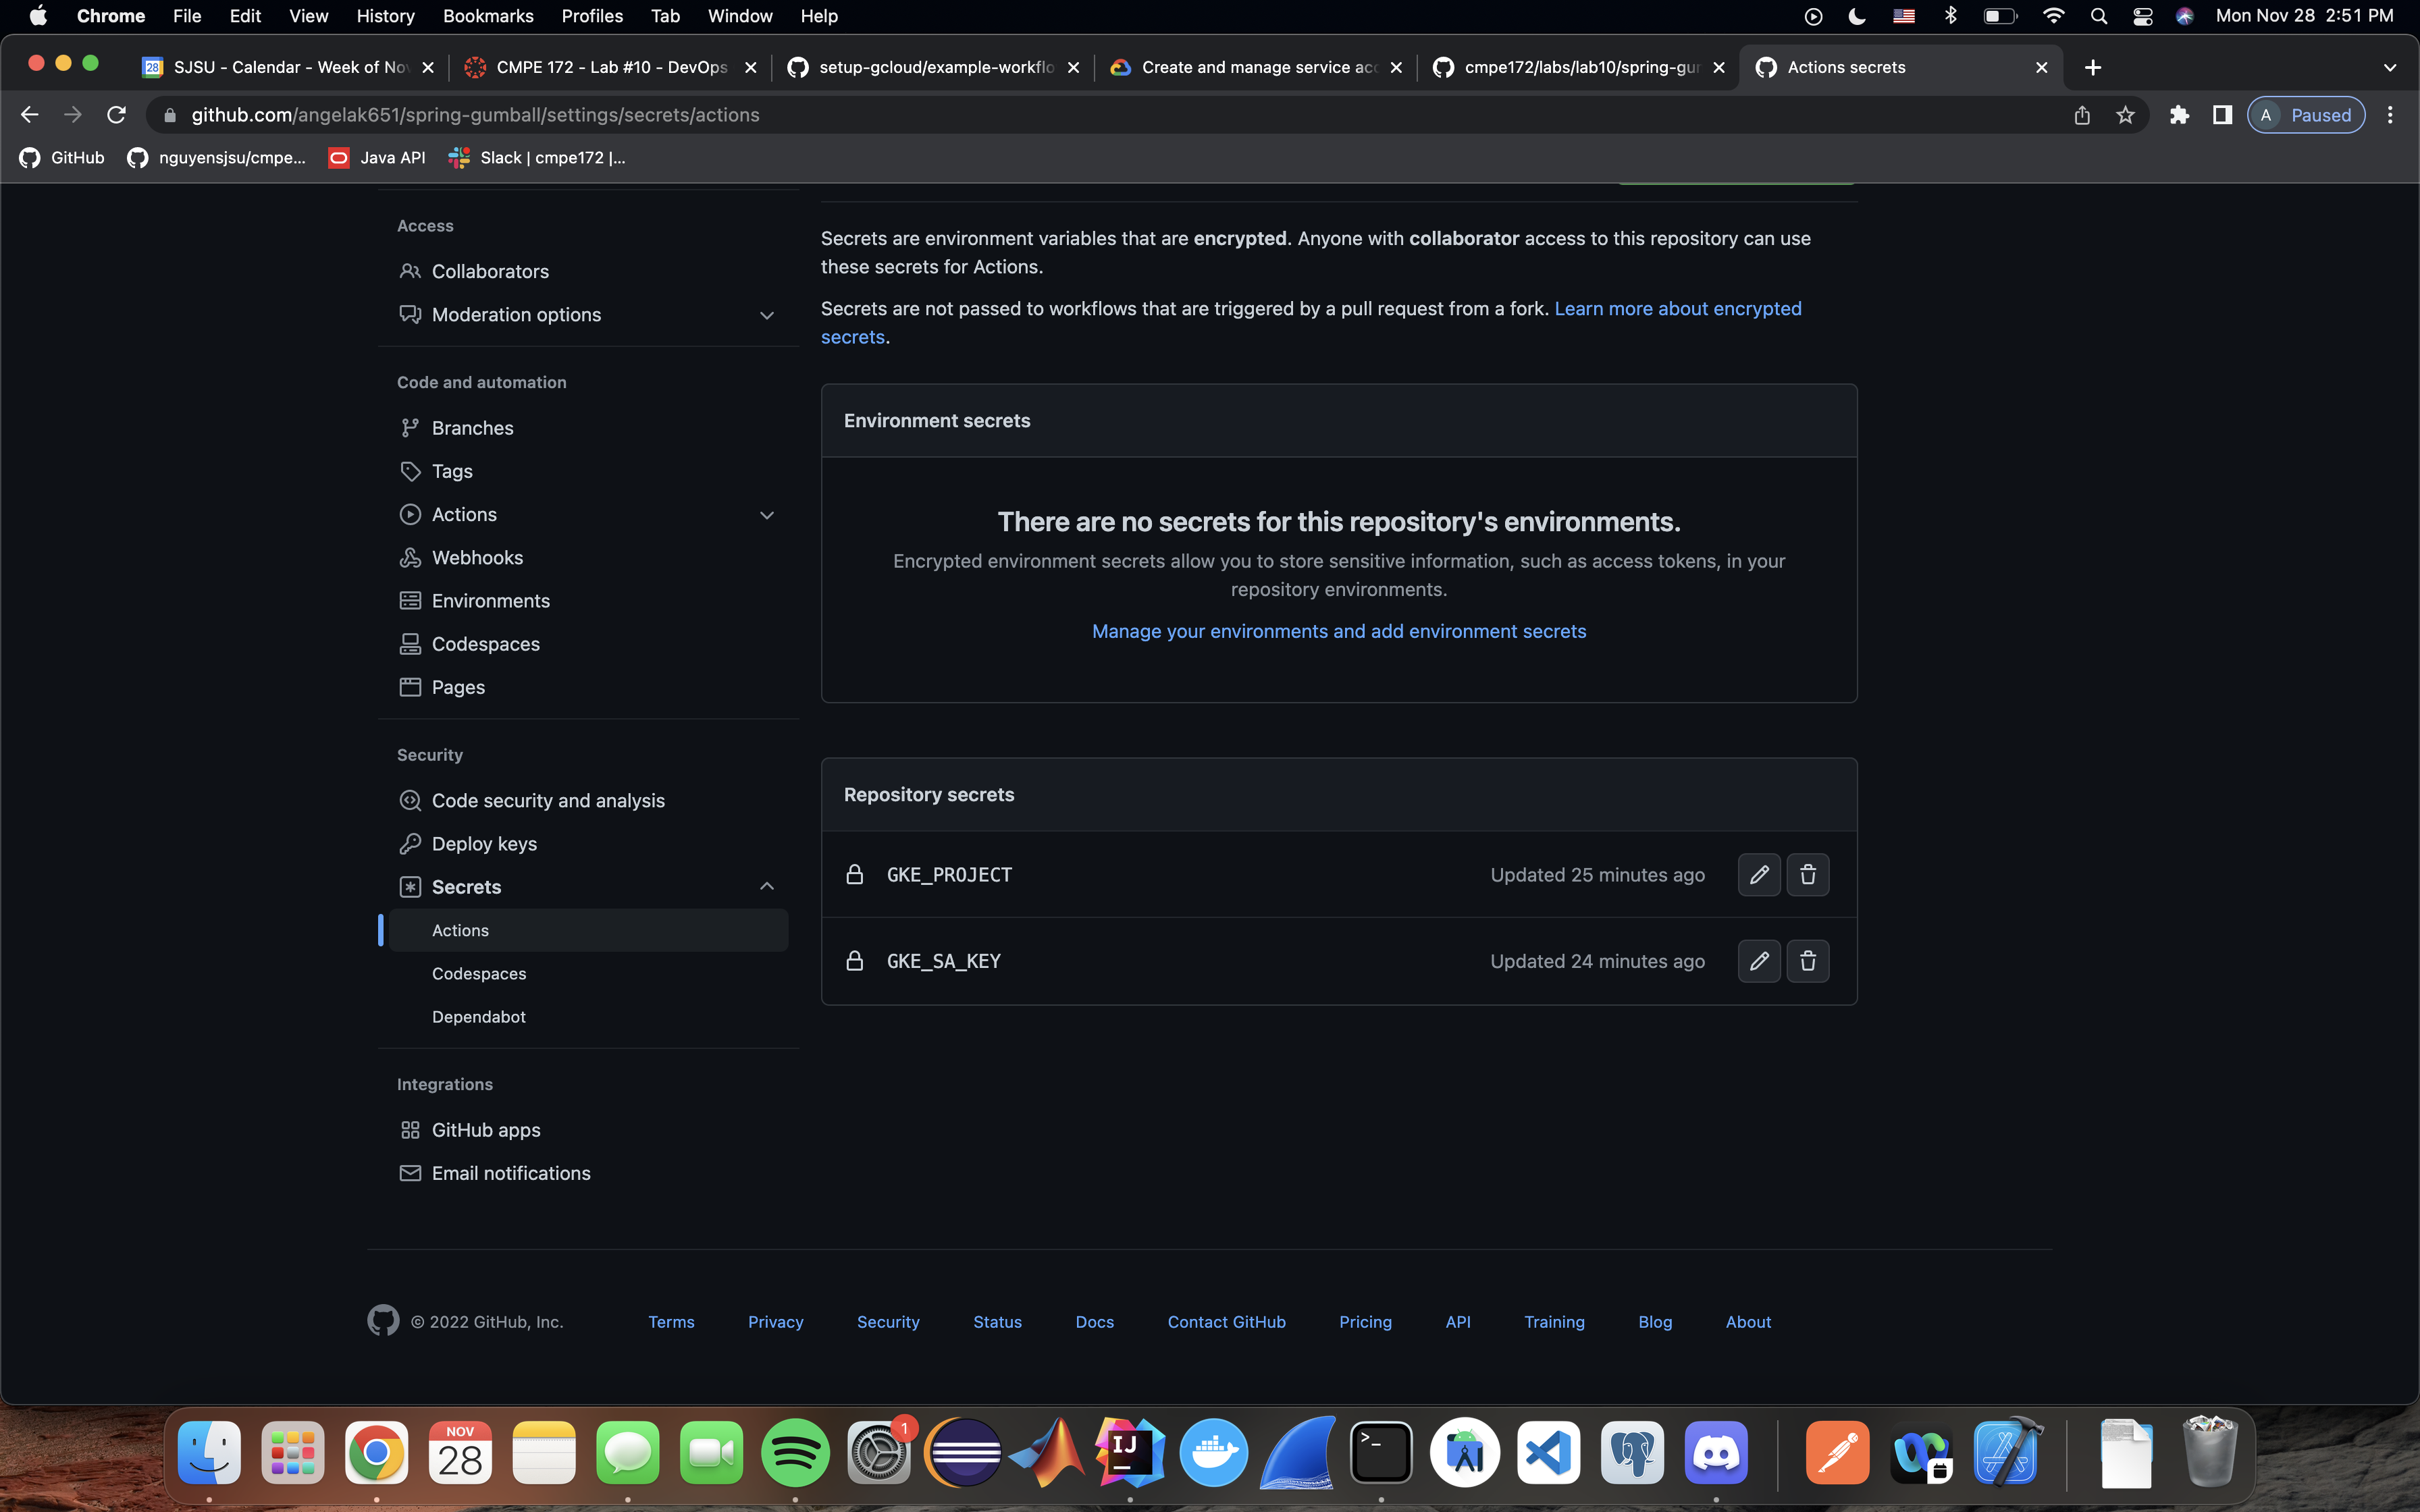 Chrome File Edit View History Bookmarks Profiles Tab Window Help Mon Nov 28 2:51 PM
28 SJSU - Calendar - Week of Nov CMPE 172 - Lab #10 - DevOps setup-gcloud/example-workflo Create and manage service acc cmpe172/labs/lab10/spring-gum Actions secrets
github.com/angelak651/spring-gumball/settings/secrets/actions A Paused
GitHub nguyensjsu/cmpe... Java API Slack | cmpe172 |...
Access
Collaborators
Moderation options
Code and automation
Branches
Tags
Actions
Webhooks
Environments
Codespaces
Pages
Security
Code security and analysis
Deploy keys
Secrets
Actions
Codespaces
Dependabot
Integrations
GitHub apps
Email notifications
Secrets are environment variables that are encrypted. Anyone with collaborator access to this repository can use
these secrets for Actions.
Secrets are not passed to workflows that are triggered by a pull request from a fork. Learn more about encrypted
secrets.
Environment secrets
There are no secrets for this repository's environments.
Encrypted environment secrets allow you to store sensitive information, such as access tokens, in your
repository environments.
Manage your environments and add environment secrets
Repository secrets
GKE_PROJECT Updated 25 minutes ago
GKE_SA_KEY Updated 24 minutes ago
© 2022 GitHub, Inc. Terms Privacy Security Status Docs Contact GitHub Pricing API Training Blog About
NOV
28
1
IJ
>_